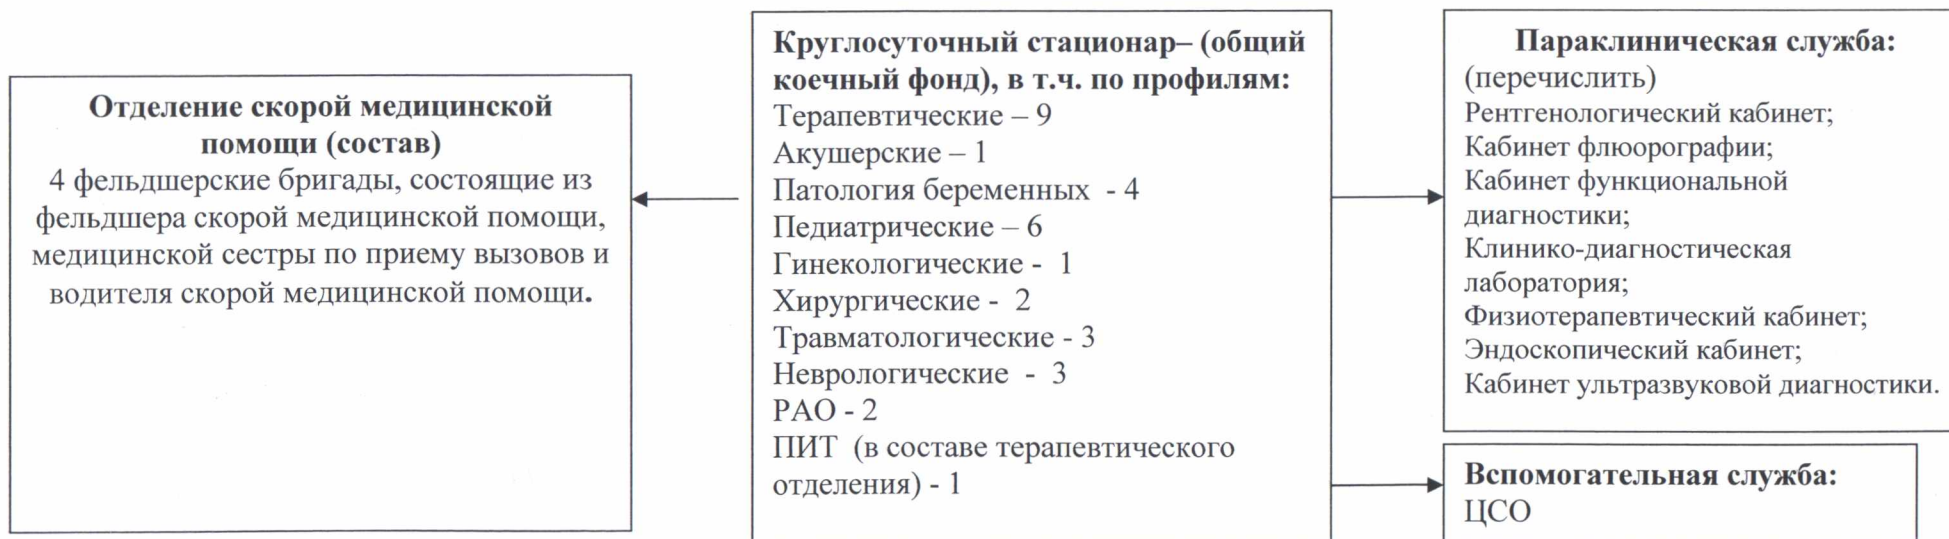 Отделение скорой медицинской
помощи (состав)
4 фельдшерские бригады, состоящие из
фельдшера скорой медицинской помощи,
медицинской сестры по приему вызовов и
водителя скорой медицинской помощи.
Круглосуточный стационар– (общий
коечный фонд), в т.ч. по профилям:
Терапевтические – 9
Акушерские – 1
Патология беременных - 4
Педиатрические – 6
Гинекологические - 1
Хирургические - 2
Травматологические - 3
Неврологические - 3
РАО - 2
ПИТ (в составе терапевтического
отделения) - 1
Параклиническая служба:
(перечислить)
Рентгенологический кабинет;
Кабинет флюорографии;
Кабинет функциональной
диагностики;
Клинико-диагностическая
лаборатория;
Физиотерапевтический кабинет;
Эндоскопический кабинет;
Кабинет ультразвуковой диагностики.
Вспомогательная служба:
ЦСО